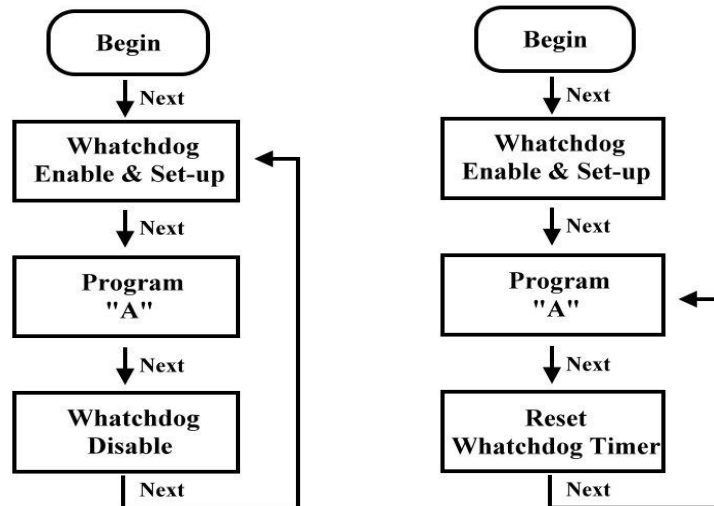 Begin
Next
Whatchdog
Enable & Set-up
Next
Program
"A"
Next
Whatchdog
Disable
Next
Begin
Next
Whatchdog
Enable & Set-up
Next
Program
"A"
Next
Reset
Whatchdog Timer
Next